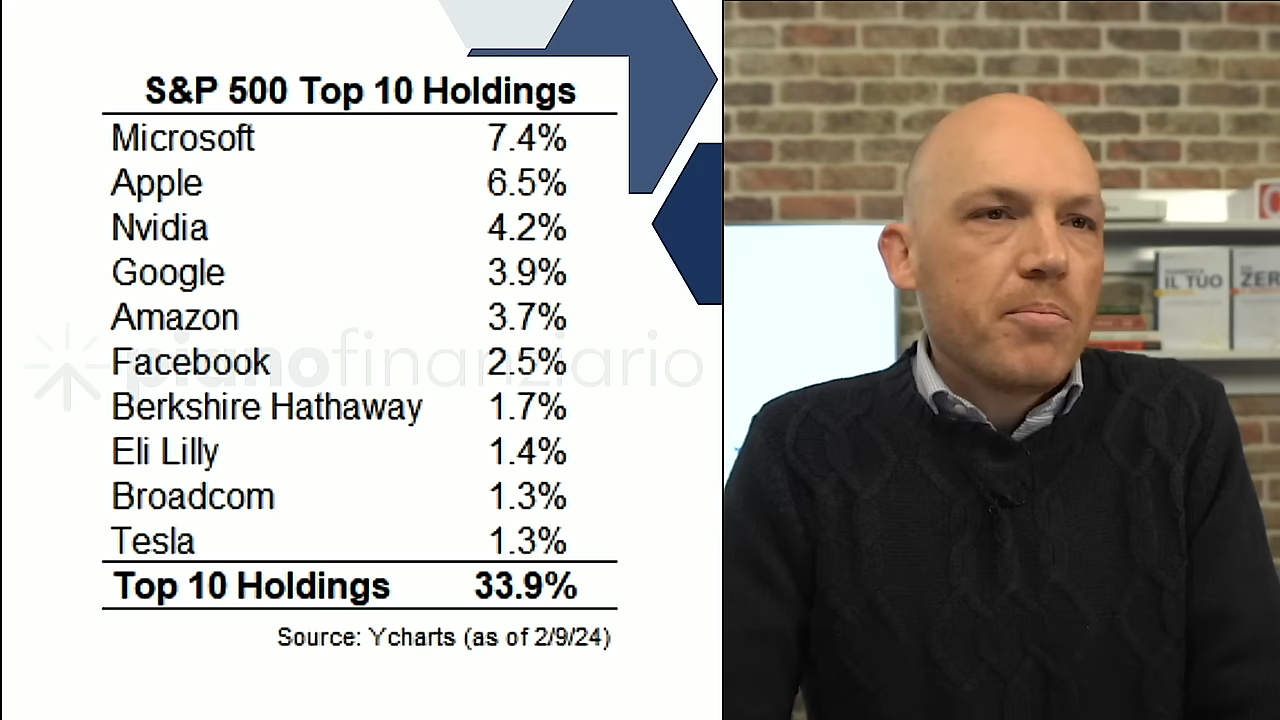 S&P 500 Top 10 Holdings
Microsoft 7.4%
Apple 6.5%
Nvidia 4.2%
Google 3.9%
Amazon 3.7%
pianofinanziario
Facebook 2.5%
Berkshire Hathaway 1.7%
Eli Lilly 1.4%
Broadcom 1.3%
Tesla 1.3%
Top 10 Holdings 33.9%
Source: Ycharts (as of 2/9/24)
IL TUO
ZER